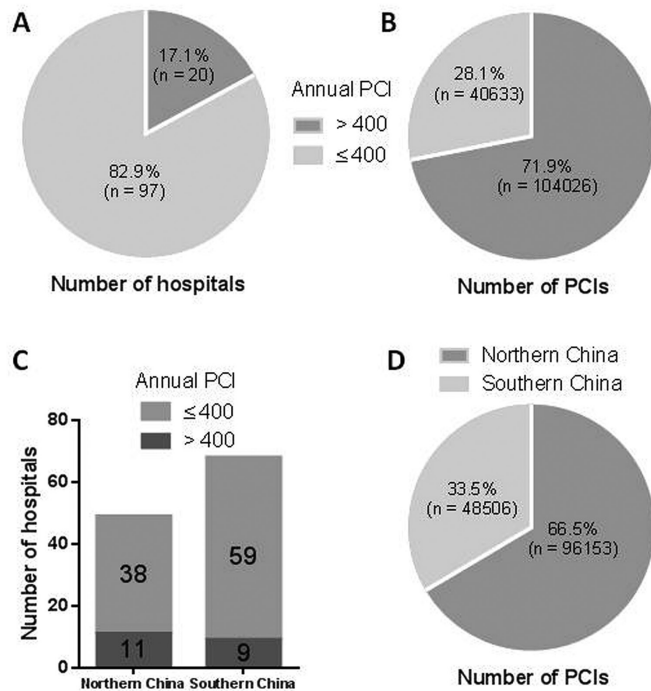 A
17.1%
(n = 20)
82.9%
(n = 97)
Number of hospitals
Annual PCI
> 400
≤400
B
28.1%
(n = 40633)
71.9%
(n = 104026)
Number of PCIs
C
Annual PCI
≤400
> 400
Number of hospitals
80
60
40
20
0
38
11
59
9
Northern China Southern China
D
Northern China
Southern China
33.5%
(n = 48506)
66.5%
(n = 96153)
Number of PCIs